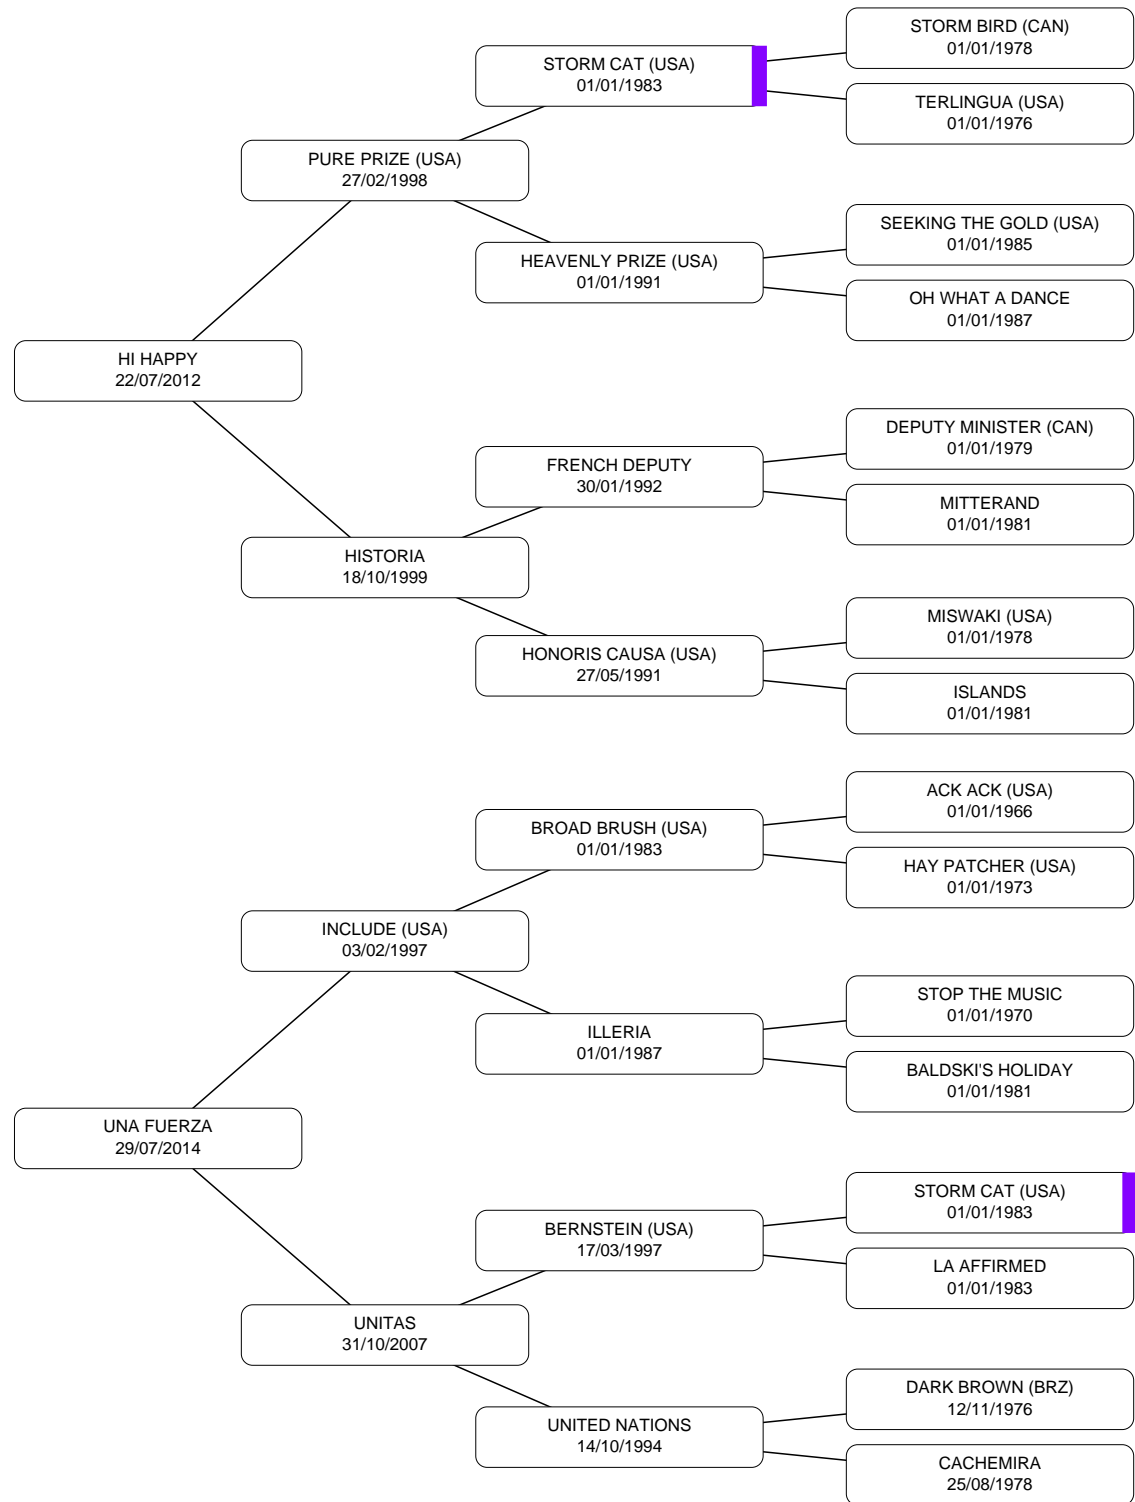 STORM BIRD (CAN)
01/01/1978
STORM CAT (USA)
01/01/1983
TERLINGUA (USA)
01/01/1976
PURE PRIZE (USA)
27/02/1998
SEEKING THE GOLD (USA)
01/01/1985
HEAVENLY PRIZE (USA)
01/01/1991
OH WHAT A DANCE
01/01/1987
HI HAPPY
22/07/2012
DEPUTY MINISTER (CAN)
01/01/1979
FRENCH DEPUTY
30/01/1992
MITTERAND
01/01/1981
HISTORIA
18/10/1999
MISWAKI (USA)
01/01/1978
HONORIS CAUSA (USA)
27/05/1991
ISLANDS
01/01/1981
ACK ACK (USA)
01/01/1966
BROAD BRUSH (USA)
01/01/1983
HAY PATCHER (USA)
01/01/1973
INCLUDE (USA)
03/02/1997
STOP THE MUSIC
01/01/1970
ILLERIA
01/01/1987
BALDSKI'S HOLIDAY
01/01/1981
UNA FUERZA
29/07/2014
STORM CAT (USA)
01/01/1983
BERNSTEIN (USA)
17/03/1997
LA AFFIRMED
01/01/1983
UNITAS
31/10/2007
DARK BROWN (BRZ)
12/11/1976
UNITED NATIONS
14/10/1994
CACHEMIRA
25/08/1978